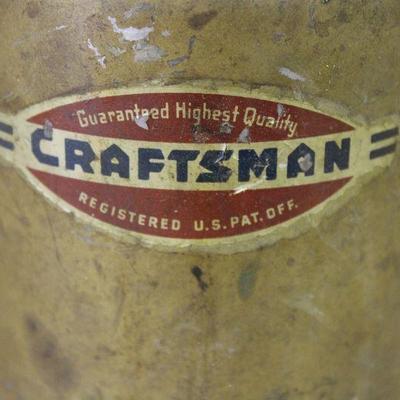 Guaranteed Highest Quality
CRAFTSMAN
REGISTERED U.S. PAT. OFF.